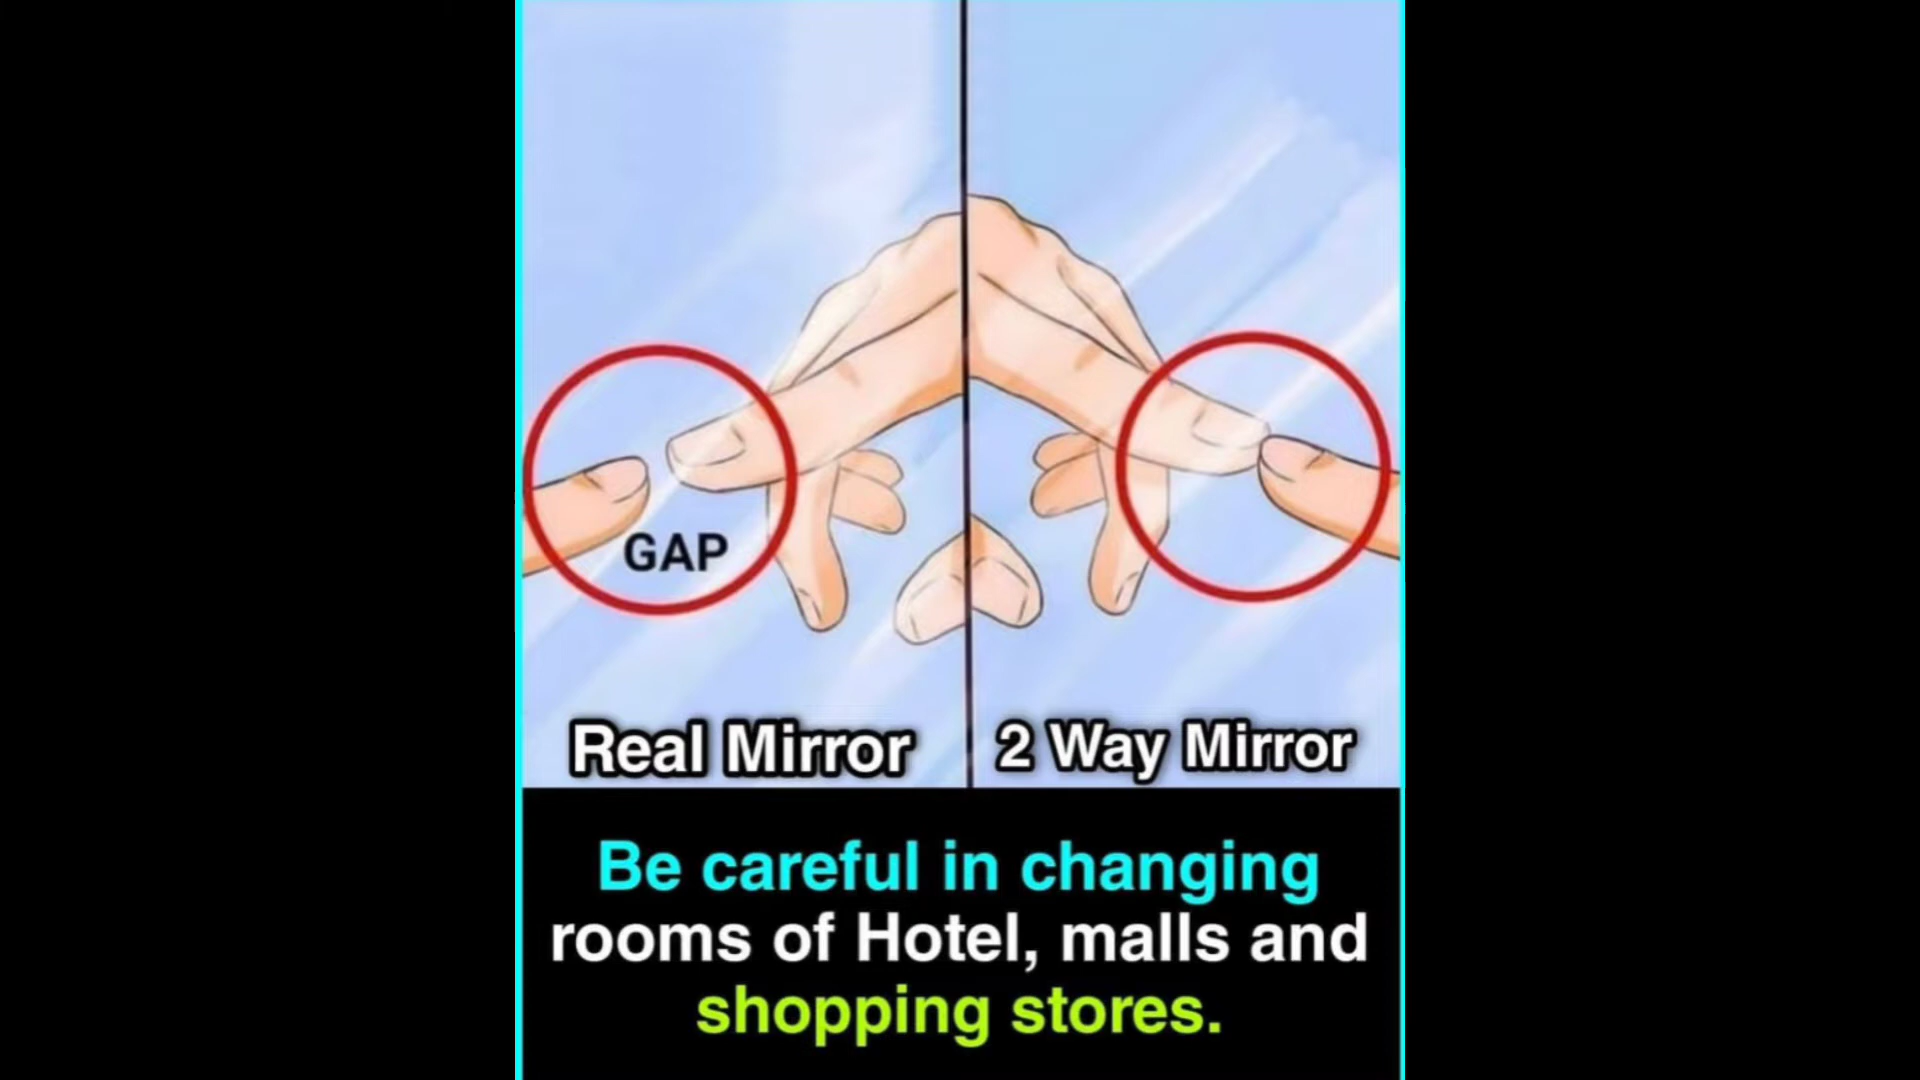 GAP
Real Mirror
2 Way Mirror
Be careful in changing
rooms of Hotel, malls and
shopping stores.